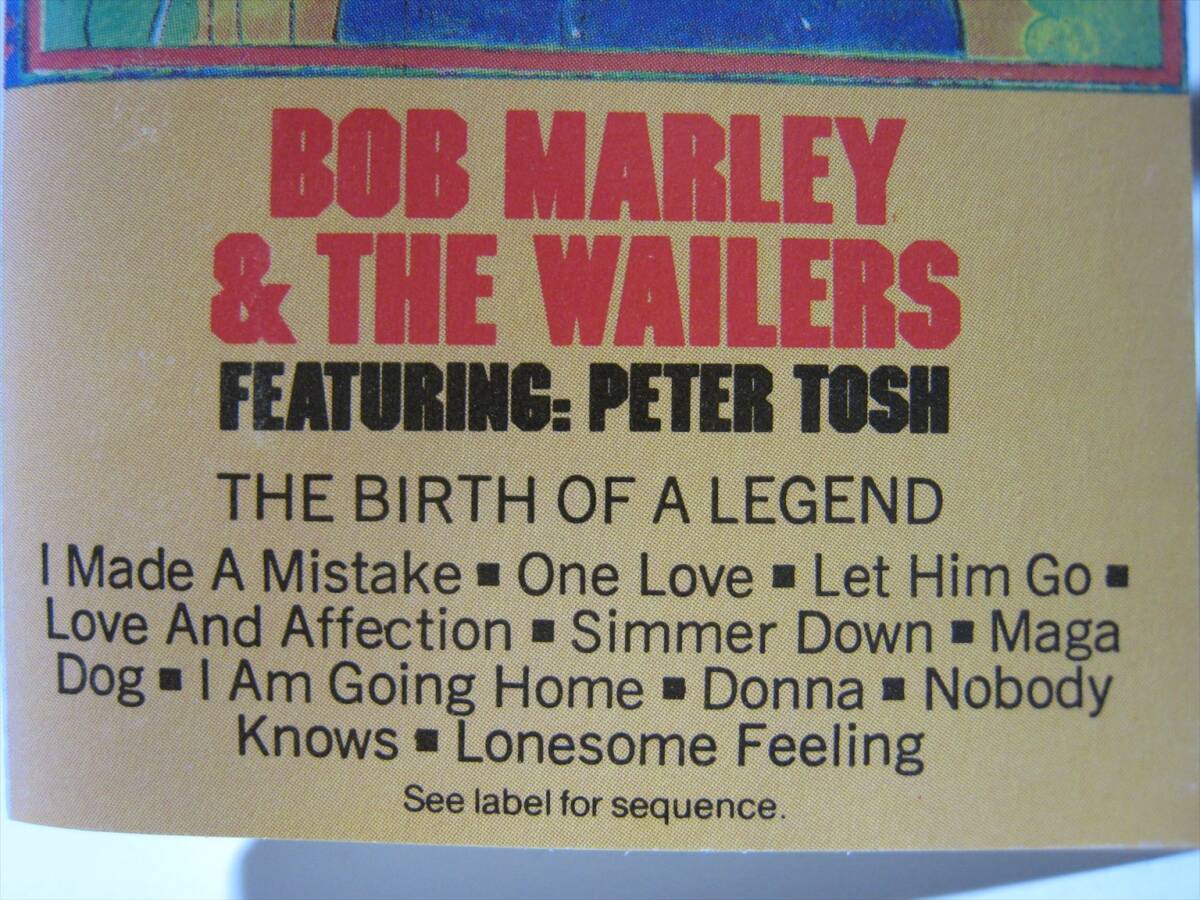 BOB MARLEY
& THE WAILERS
FEATURING: PETER TOSH
THE BIRTH OF A LEGEND
I Made A Mistake ■ One Love ■ Let Him Go ■
Love And Affection ■ Simmer Down ■ Maga
Dog ■ I Am Going Home ■ Donna ■ Nobody
Knows ■ Lonesome Feeling
See label for sequence.